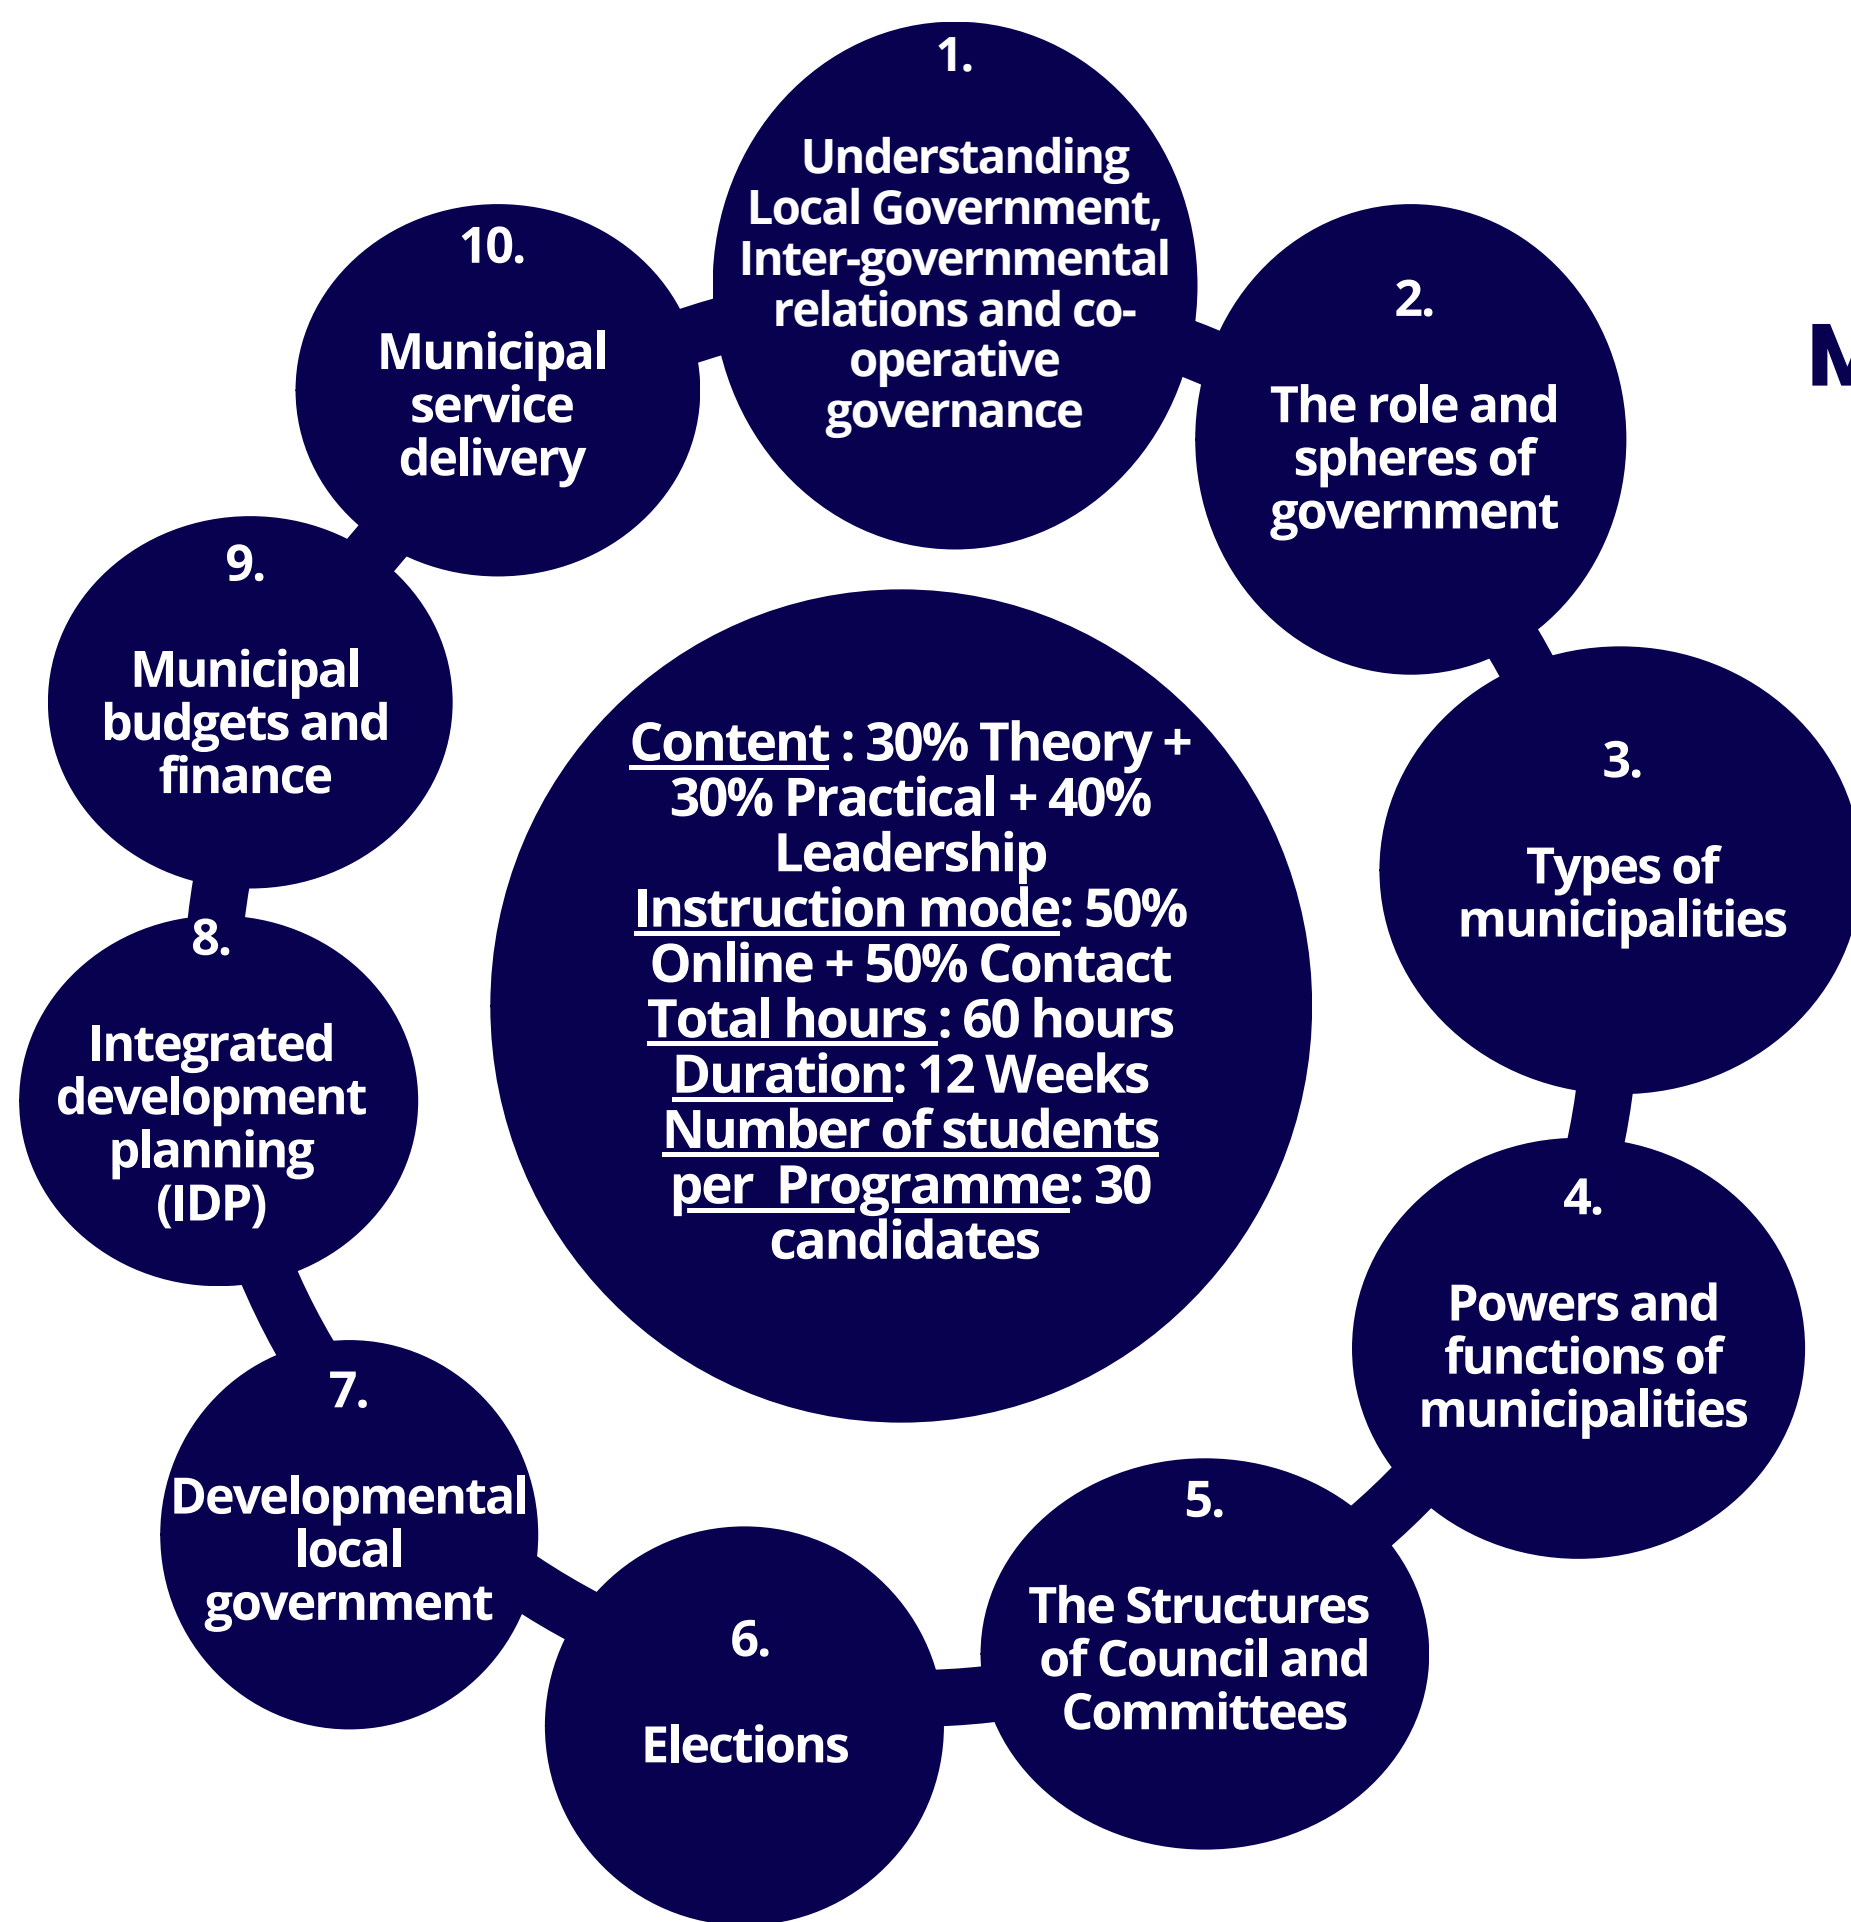 1.
Understanding
Local Government,
Inter-governmental
relations and co-
operative
governance
2.
The role and
spheres of
government
3.
Types of
municipalities
4.
Powers and
functions of
municipalities
5.
The Structures
of Council and
Committees
6.
Elections
7.
Developmental
local
government
8.
Integrated
development
planning
(IDP)
9.
Municipal
budgets and
finance
10.
Municipal
service
delivery
Content : 30% Theory +
30% Practical + 40%
Leadership
Instruction mode: 50%
Online + 50% Contact
Total hours : 60 hours
Duration: 12 Weeks
Number of students
per  Programme: 30
candidates